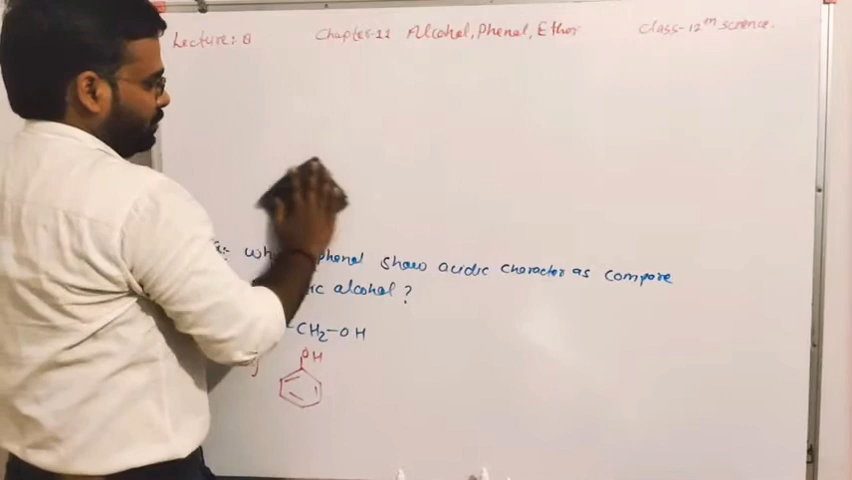 Lecture: 8 Chapter-11 Alcohol, Phenol, Ether Class-12th science.
phenol show acidic character as compare
alcohol ?
CH2-OH
OH